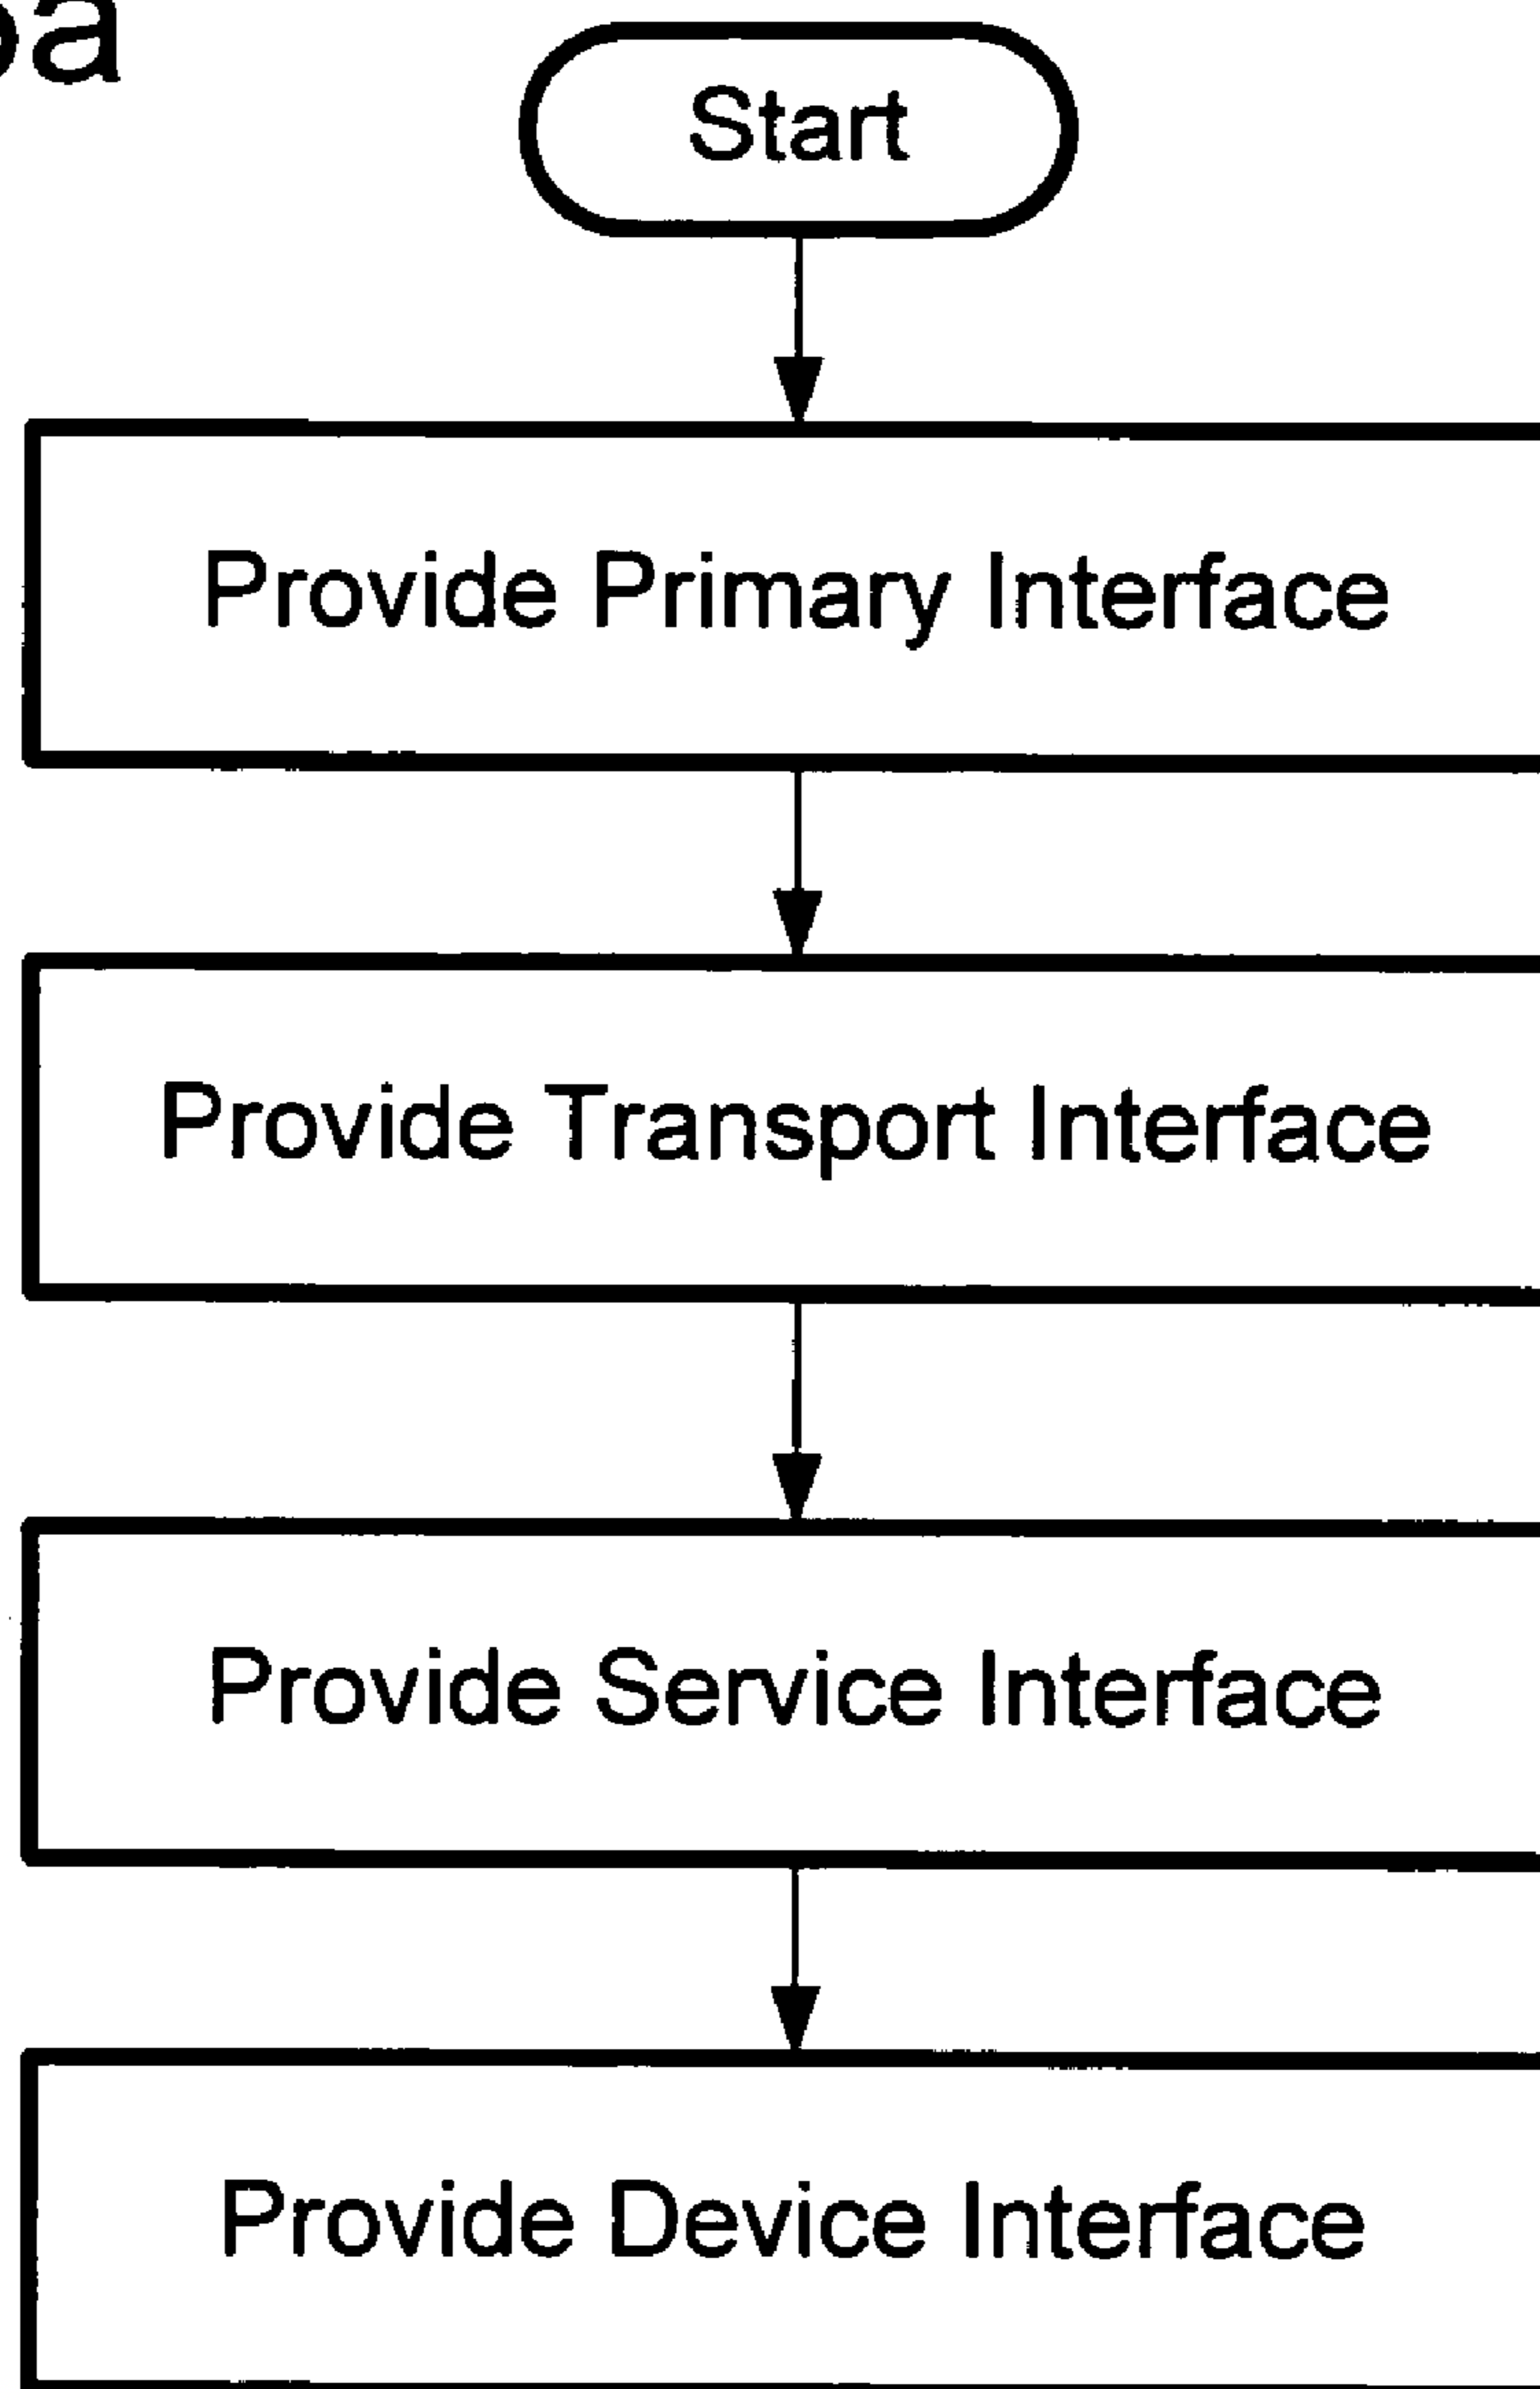 Start
Provide Primary Interface
Provide Transport Interface
Provide Service Interface
Provide Device Interface